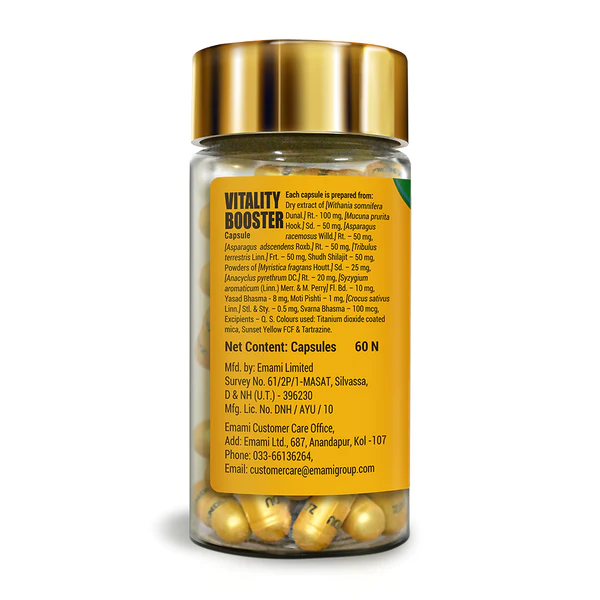 VITALITY
BOOSTER
Capsule
Each capsule is prepared from:
Dry extract of [Withania somnifera
Dunal.] Rt.- 100 mg, [Mucuna prurita
Hook.] Sd. – 50 mg, [Asparagus
racemosus Willd.] Rt. – 50 mg,
[Asparagus adscendens Roxb.] Rt. – 50 mg, [Tribulus
terrestris Linn.] Frt. – 50 mg, Shudh Shilajit – 50 mg,
Powders of [Myristica fragrans Houtt.] Sd. – 25 mg,
[Anacyclus pyrethrum DC.] Rt. – 20 mg, [Syzygium
aromaticum (Linn.) Merr. & M. Perry] Fl. Bd. – 10 mg,
Yasad Bhasma - 8 mg, Moti Pishti – 1 mg, [Crocus sativus
Linn.] Stl. & Sty. – 0.5 mg, Svarna Bhasma – 100 mcg,
Excipients – Q. S. Colours used: Titanium dioxide coated
mica, Sunset Yellow FCF & Tartrazine.
Net Content: Capsules 60 N
Mfd. by: Emami Limited
Survey No. 61/2P/1-MASAT, Silvassa,
D & NH (U.T.) - 396230
Mfg. Lic. No. DNH / AYU / 10
Emami Customer Care Office,
Add: Emami Ltd., 687, Anandapur, Kol -107
Phone: 033-66136264,
Email: customercare@emamigroup.com